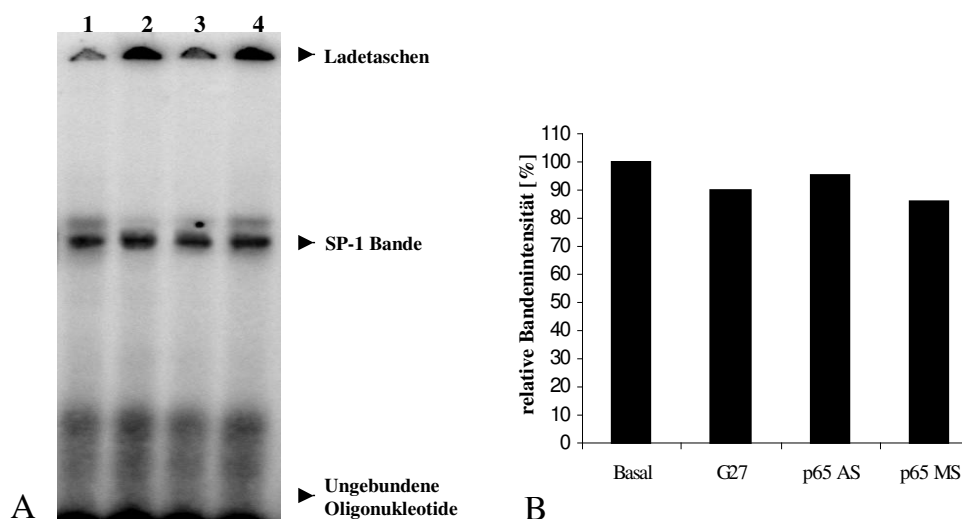 1 2 3 4
Ladetaschen
SP-1 Bande
Ungebundene
Oligonukleotide
A
relative Bandenintensität [%]
110
100
90
80
70
60
50
40
30
20
10
0
Basal G27 p65 AS p65 MS
B